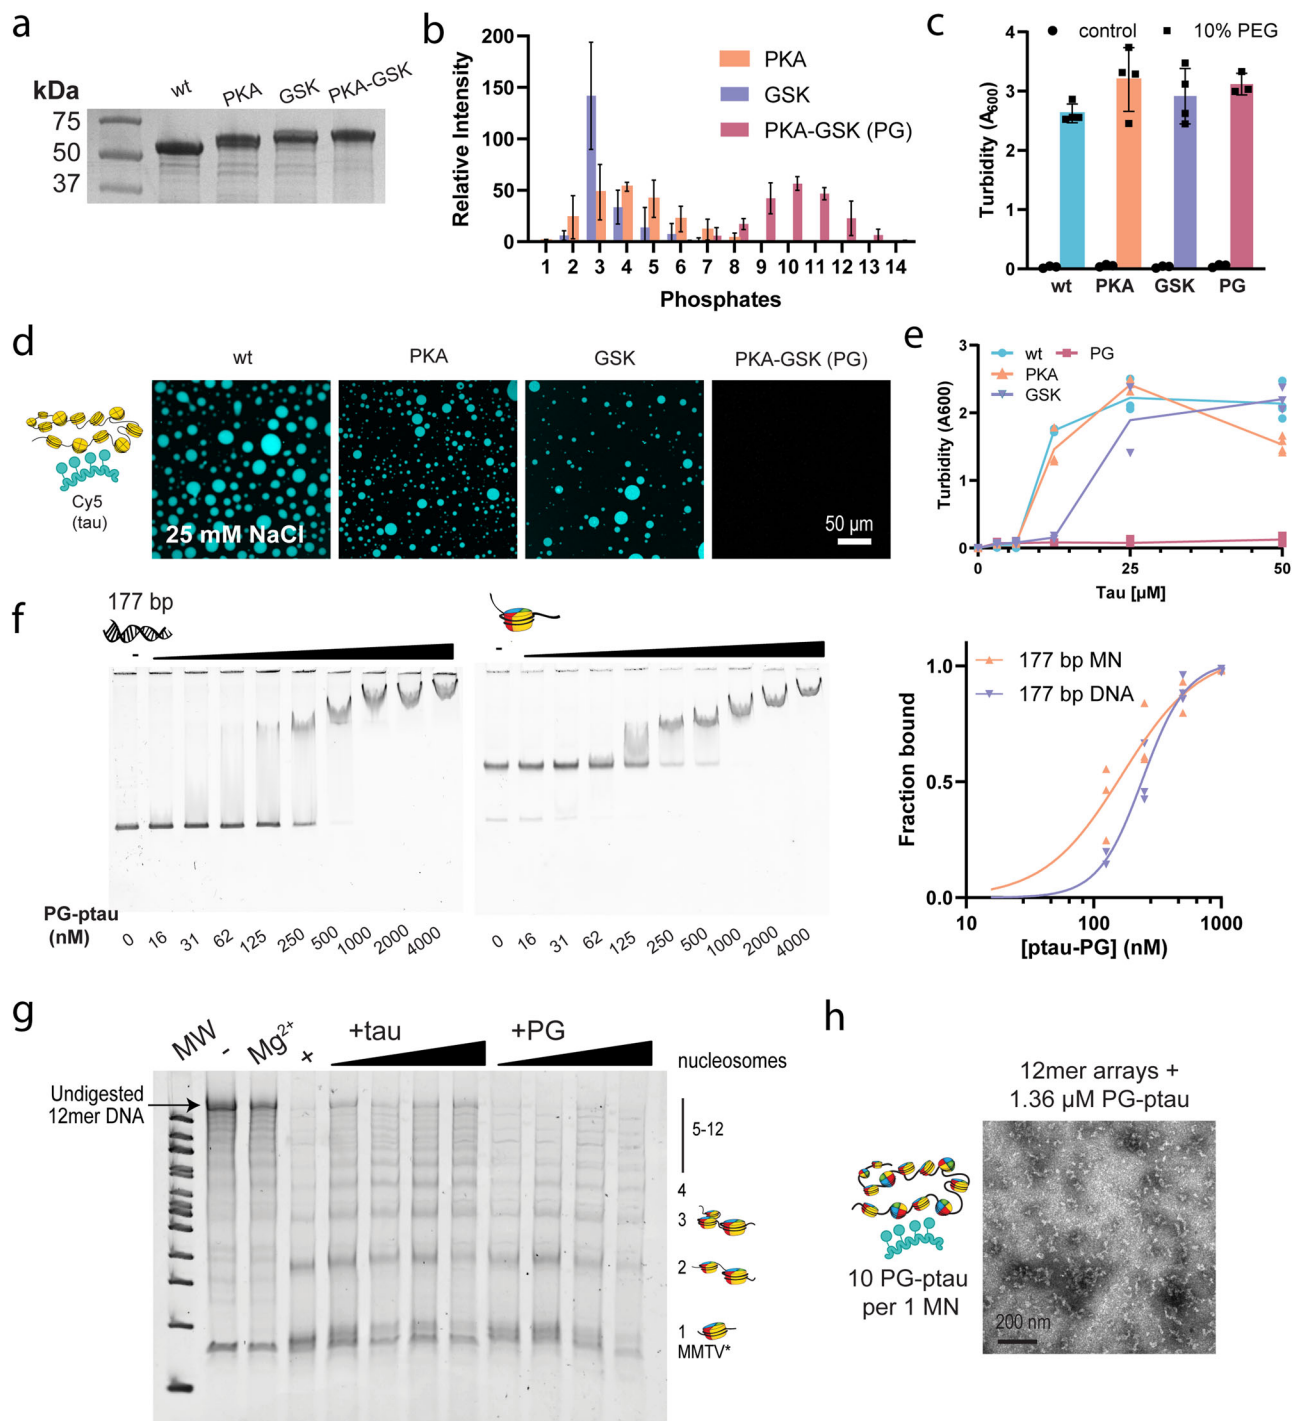 a
kDa
wt
PKA
GSK
PKA-GSK
75
50
37
b
Relative Intensity
200
150
100
50
0
PKA
GSK
PKA-GSK (PG)
1 2 3 4 5 6 7 8 9 10 11 12 13 14
Phosphates
c
control
10% PEG
Turbidity (A600)
4
3
2
1
0
wt PKA GSK PG
d
wt
PKA
GSK
PKA-GSK (PG)
Cy5
(tau)
25 mM NaCl
50 µm
e
wt
PG
PKA
GSK
Turbidity (A600)
3
2
1
0
0 25 50
Tau [µM]
f
177 bp
-
-
PG-ptau
(nM)
0 16 31 62 125 250 500 1000 2000 4000
0 16 31 62 125 250 500 1000 2000 4000
177 bp MN
177 bp DNA
Fraction bound
1.0
0.5
0.0
10 100 1000
[ptau-PG] (nM)
g
MW
-
Mg2+
+
+tau
+PG
nucleosomes
Undigested
12mer DNA
5-12
4
3
2
1
MMTV*
h
12mer arrays +
1.36 µM PG-ptau
10 PG-ptau
per 1 MN
200 nm